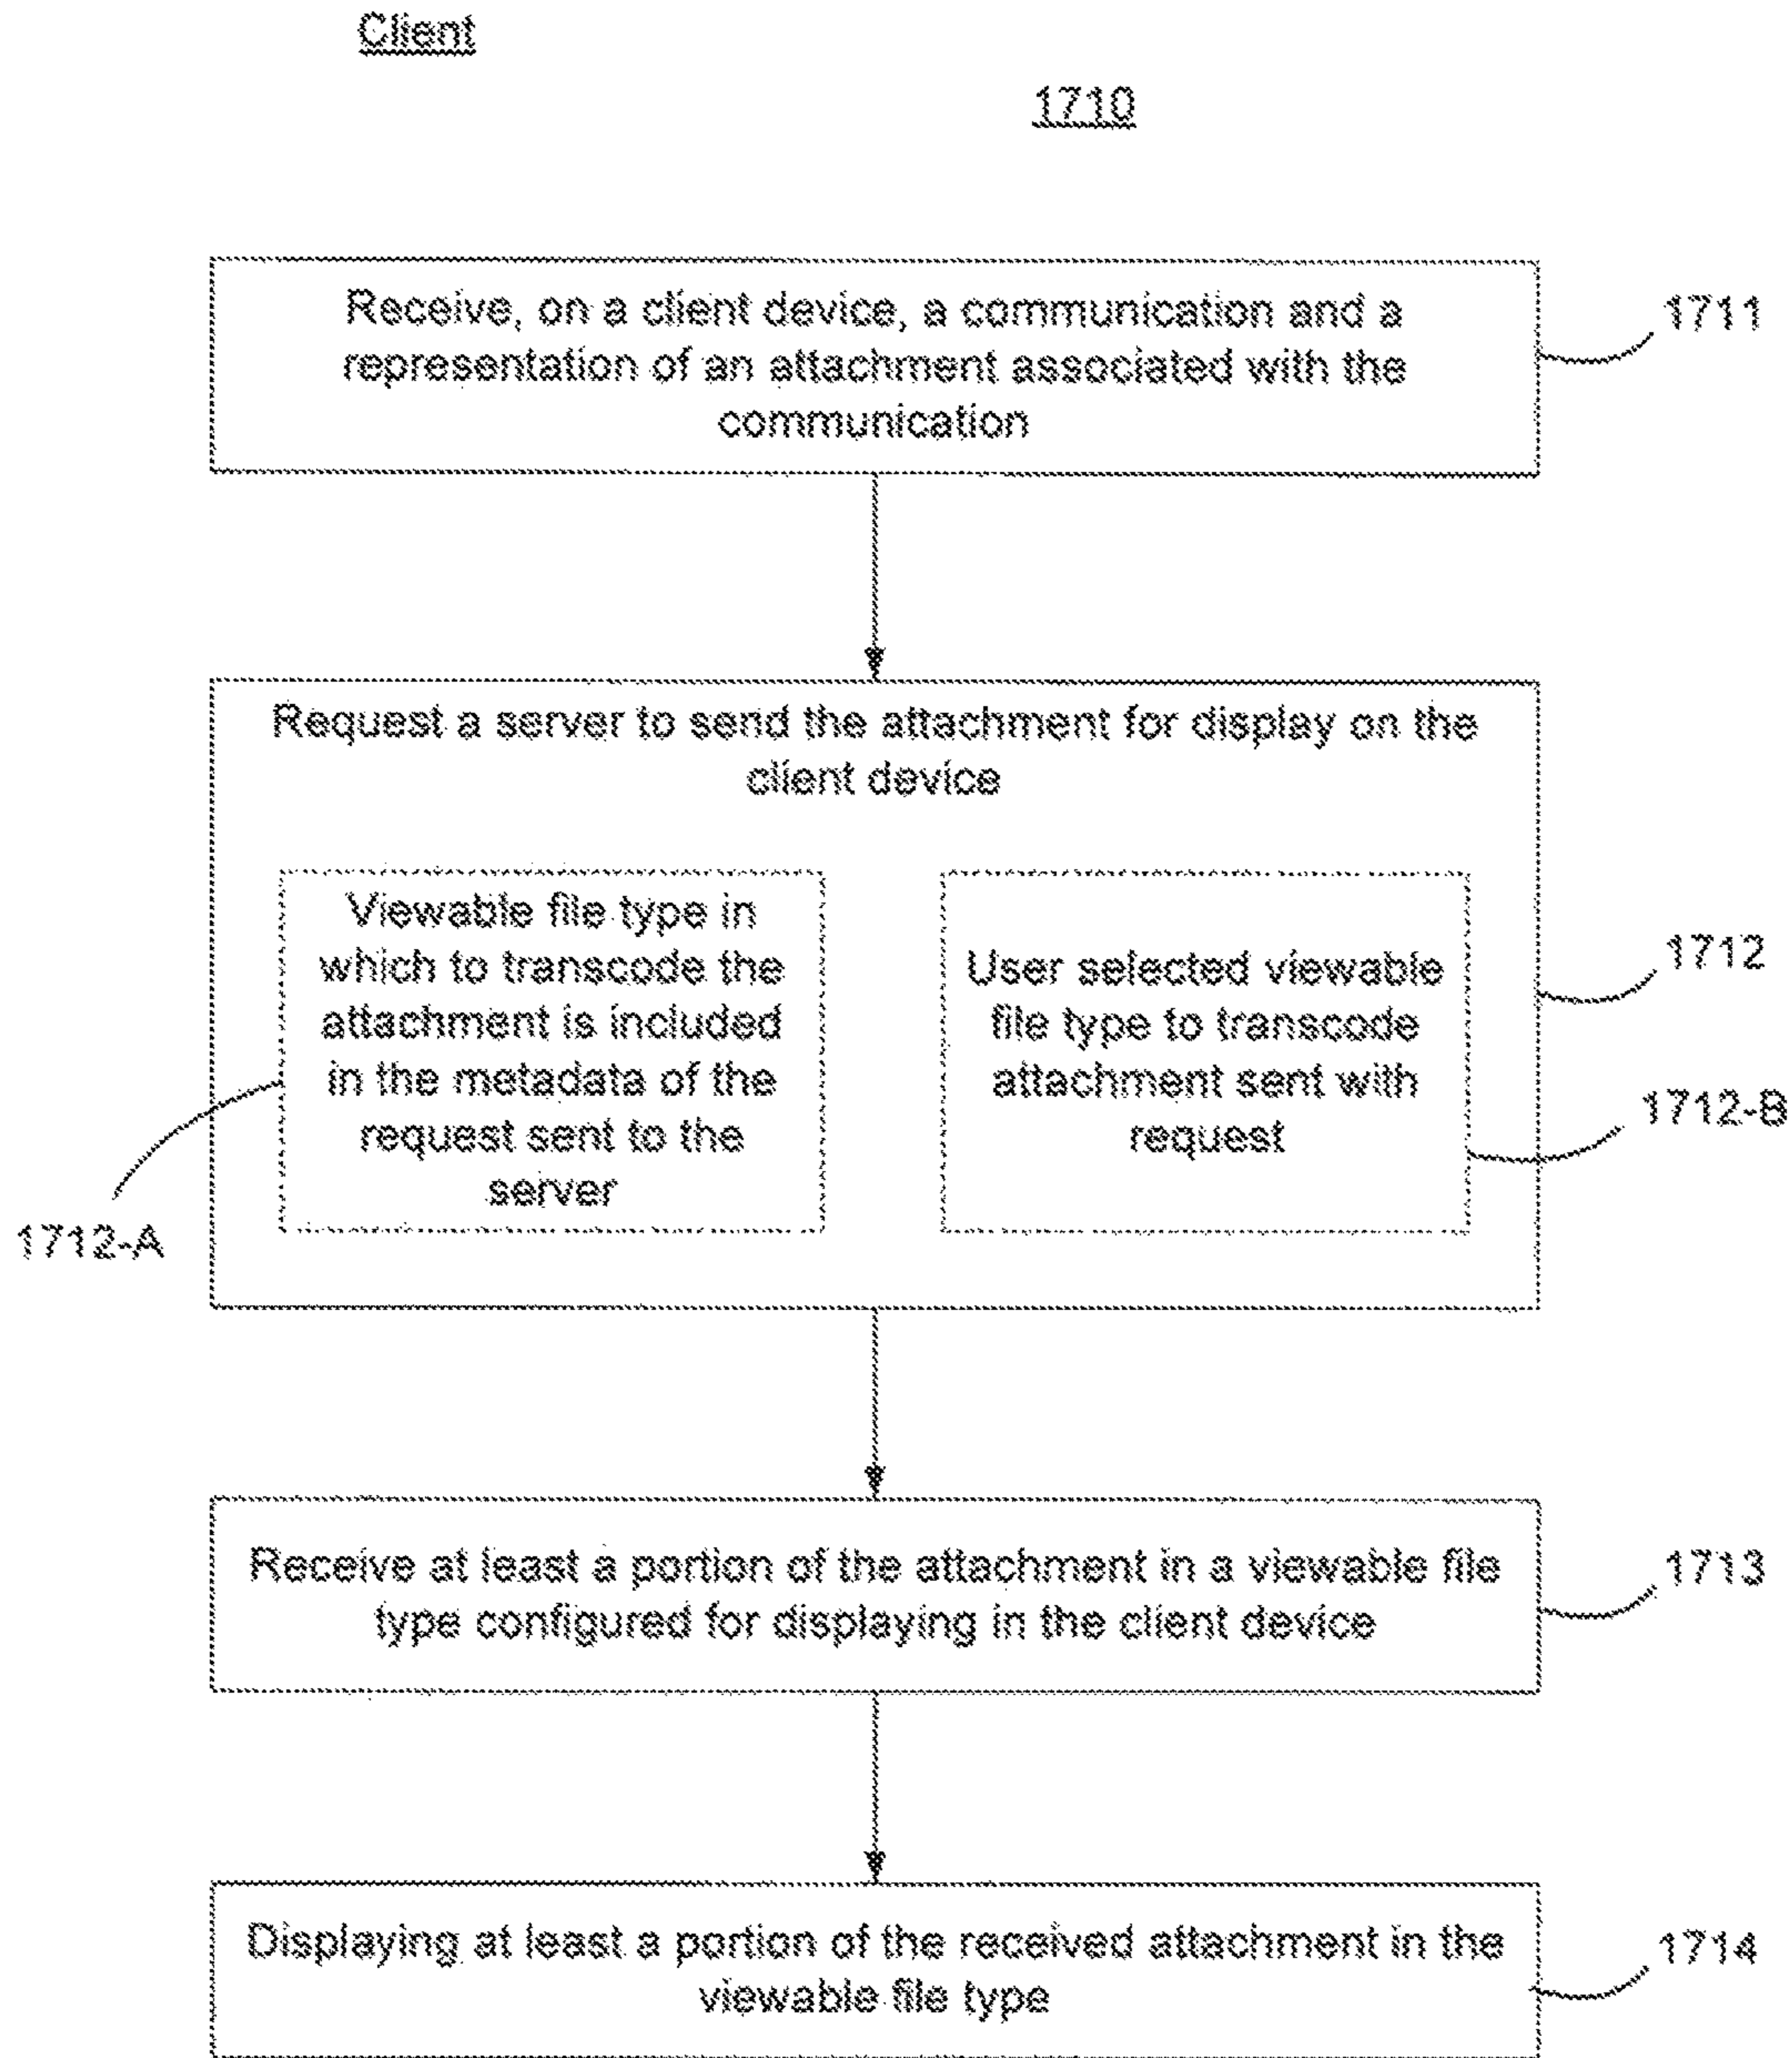 Client
1710
Receive, on a client device, a communication and a
representation of an attachment associated with the
communication
1711
Request a server to send the attachment for display on the
client device
Viewable file type in
which to transcode the
attachment is included
in the metadata of the
request sent to the
server
User selected viewable
file type to transcode
attachment sent with
request
1712
1712-B
1712-A
Receive at least a portion of the attachment in a viewable file
type configured for displaying in the client device
1713
Displaying at least a portion of the received attachment in the
viewable file type
1714